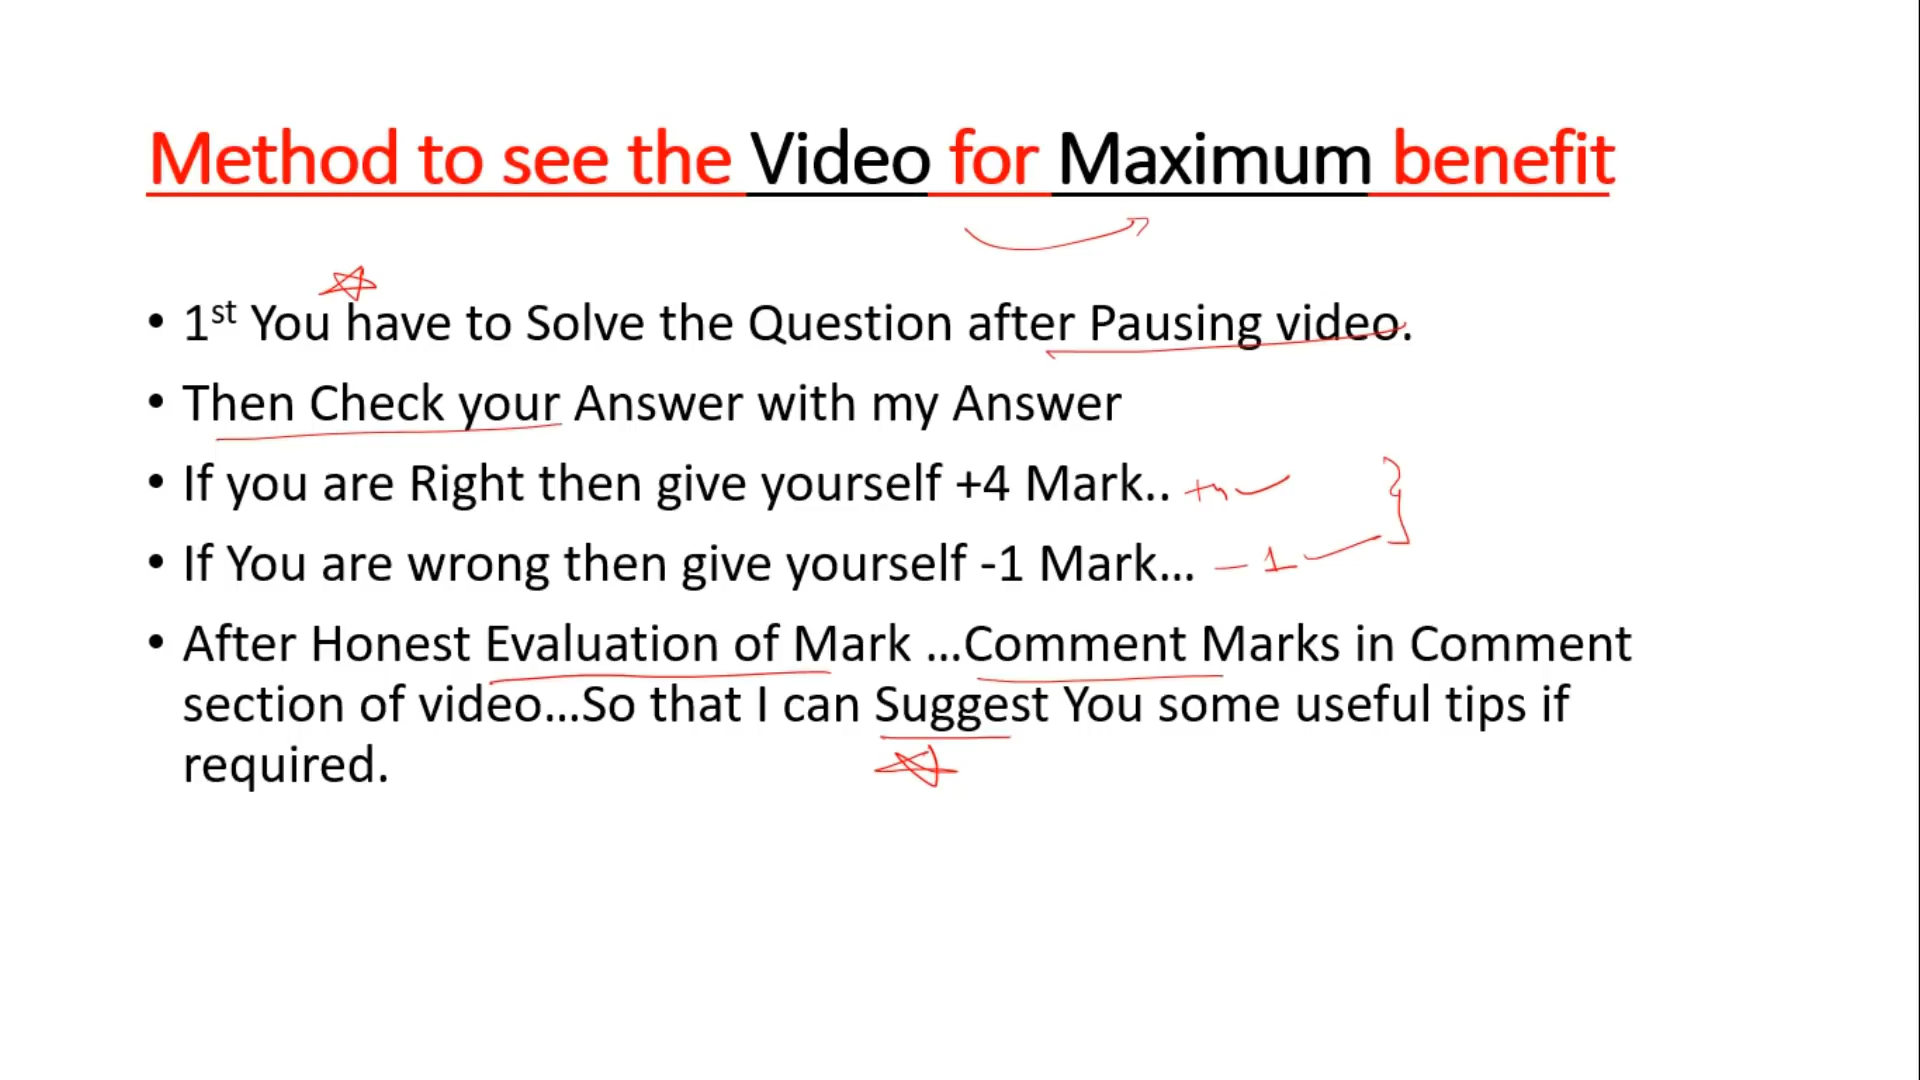 Method to see the Video for Maximum benefit
• 1st You have to Solve the Question after Pausing video.
• Then Check your Answer with my Answer
• If you are Right then give yourself +4 Mark.. +4
• If You are wrong then give yourself -1 Mark... - 1
• After Honest Evaluation of Mark ...Comment Marks in Comment
section of video...So that I can Suggest You some useful tips if
required.